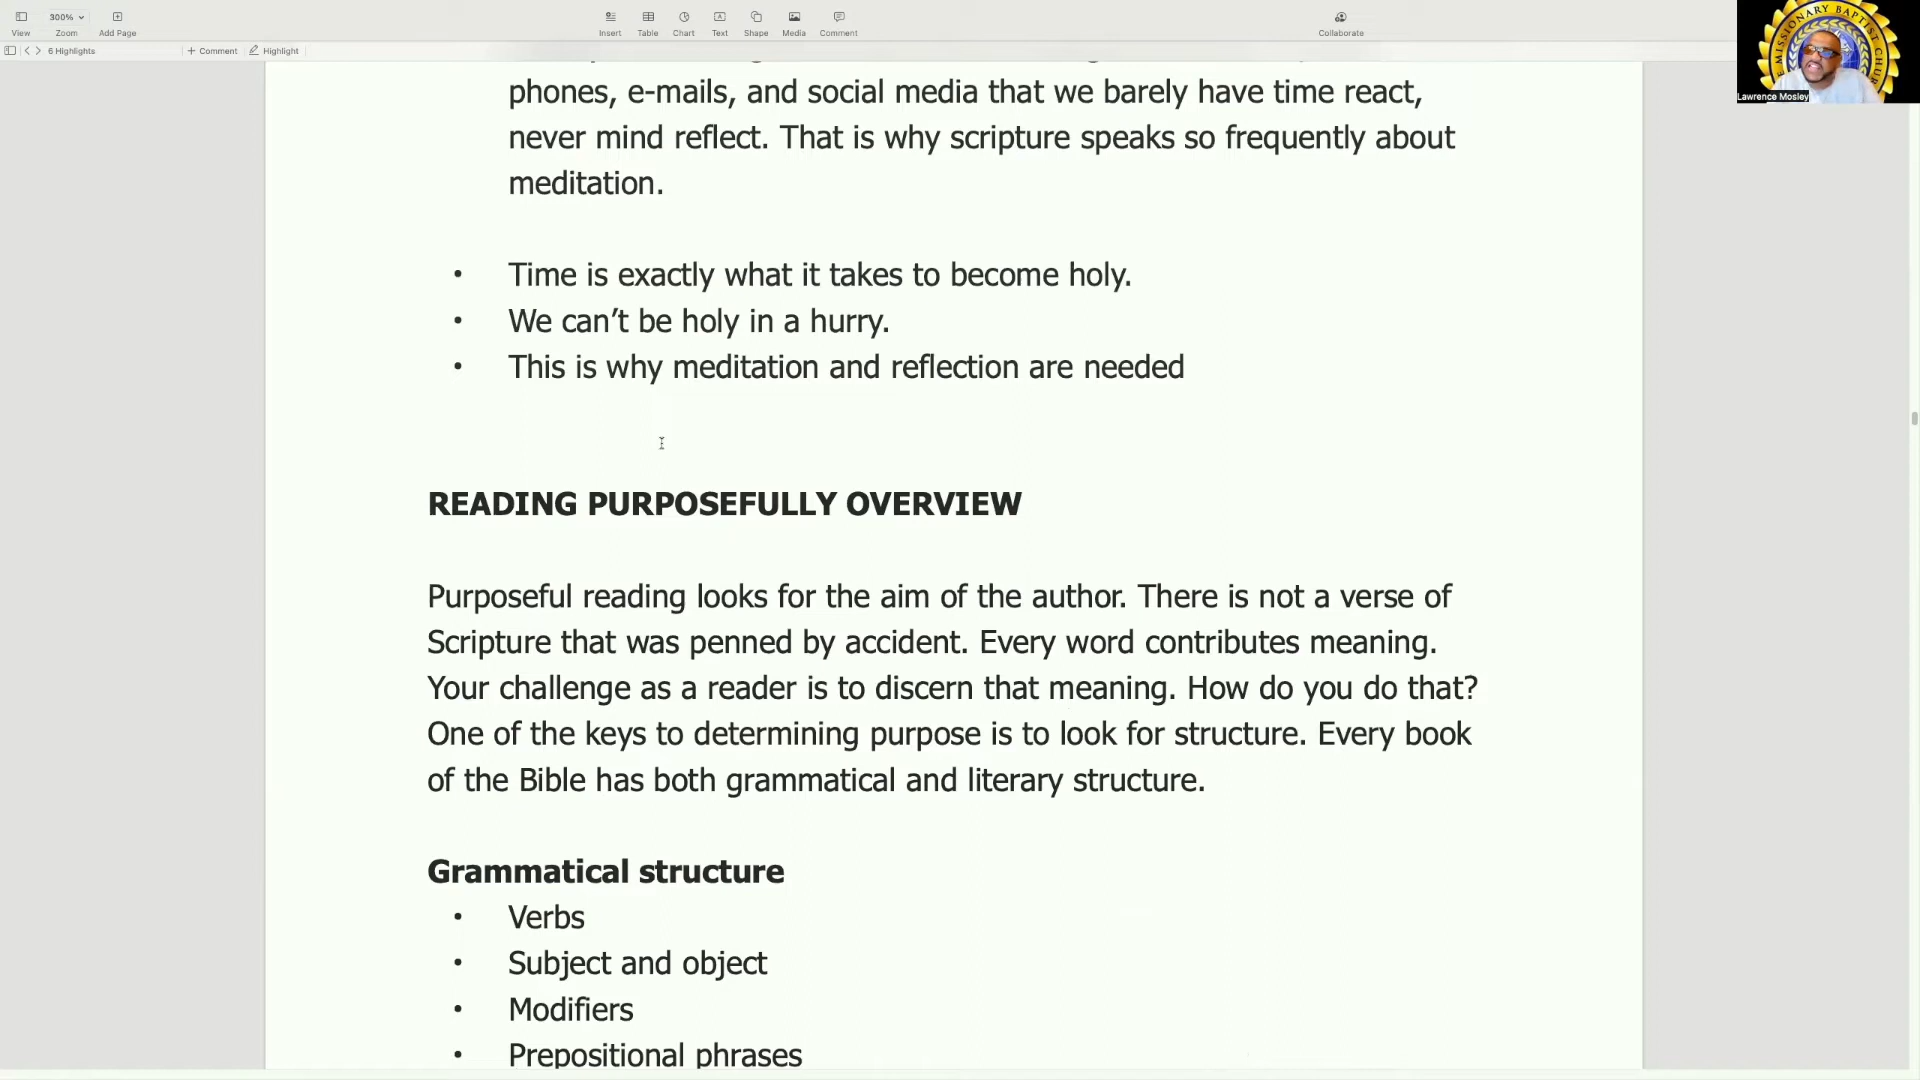 300%
View
Zoom
Add Page
Insert
Table
Chart
Text
Shape
Media
Comment
Collaborate
6 Highlights
+ Comment
Highlight
MISSIONARY BAPTIST CHUR
Lawrence Mosley
phones, e-mails, and social media that we barely have time react,
never mind reflect. That is why scripture speaks so frequently about
meditation.
• Time is exactly what it takes to become holy.
• We can’t be holy in a hurry.
• This is why meditation and reflection are needed
READING PURPOSEFULLY OVERVIEW
Purposeful reading looks for the aim of the author. There is not a verse of
Scripture that was penned by accident. Every word contributes meaning.
Your challenge as a reader is to discern that meaning. How do you do that?
One of the keys to determining purpose is to look for structure. Every book
of the Bible has both grammatical and literary structure.
Grammatical structure
• Verbs
• Subject and object
• Modifiers
• Prepositional phrases